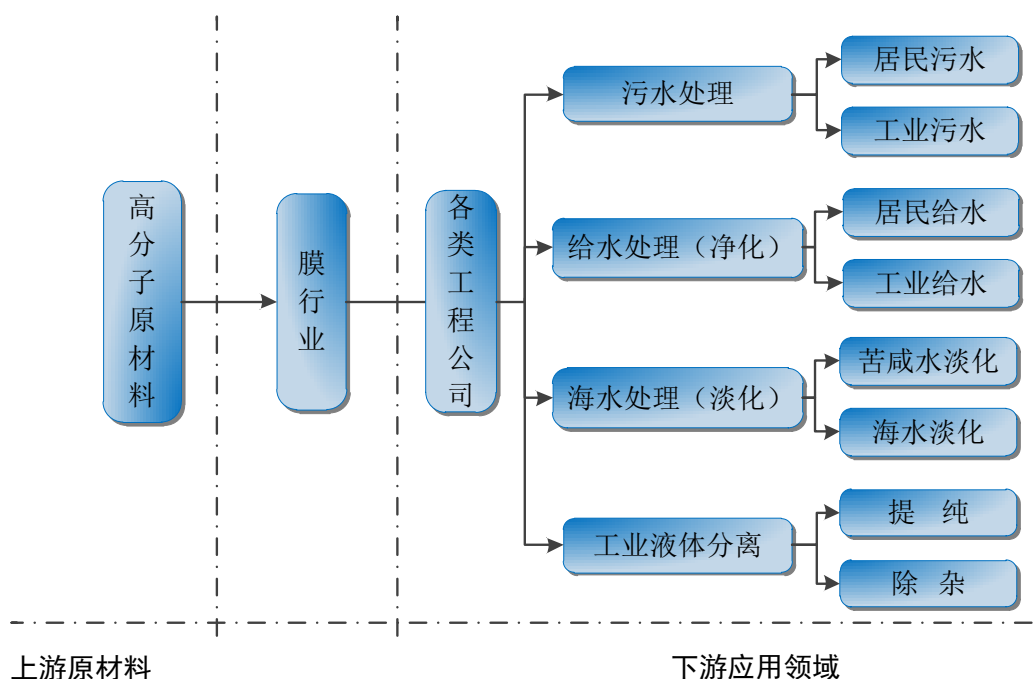 高分子原材料
膜行业
各类工程公司
污水处理
居民污水
工业污水
给水处理（净化）
居民给水
工业给水
海水处理（淡化）
苦咸水淡化
海水淡化
工业液体分离
提 纯
除 杂
上游原材料
下游应用领域